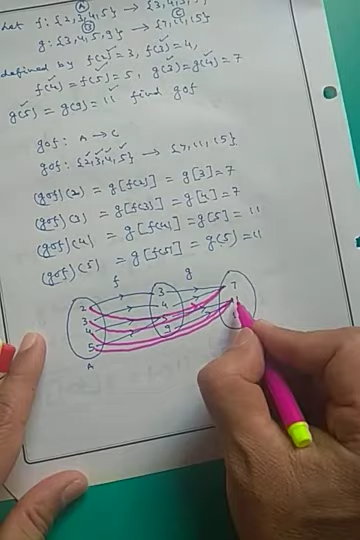 Let f: {2,3,4,5} → {3,4,5,
A
B
C
g: {3,4,5,9} → {7,11,15}
defined by f(2) = 3, f(3) = 4,
f(4) = f(5) = 5, g(3) = g(4) = 7
g(5) = g(9) = 11 find gof
gof: A → C
gof: {2,3,4,5} → {7,11,15}
(gof)(2) = g[f(2)] = g[3] = 7
(gof)(3) = g[f(3)] = g[4] = 7
(gof)(4) = g[f(4)] = g[5] = 11
(gof)(5) = g[f(5)] = g(5) = 11
f g
2 3 7
3 4
4 5
5 9
A